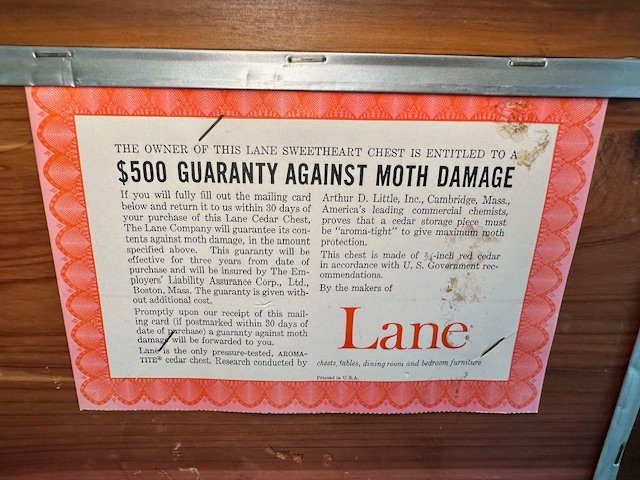 THE OWNER OF THIS LANE SWEETHEART CHEST IS ENTITLED TO A
$500 GUARANTY AGAINST MOTH DAMAGE
If you will fully fill out the mailing card
below and return it to us within 30 days of
your purchase of this Lane Cedar Chest,
The Lane Company will guarantee its con-
tents against moth damage, in the amount
specified above. This guaranty will be
effective for three years from date of
purchase and will be insured by The Em-
ployers' Liability Assurance Corp., Ltd.,
Boston, Mass. The guaranty is given with-
out additional cost.
Promptly upon our receipt of this mail-
ing card (if postmarked within 30 days of
date of purchase) a guaranty against moth
damage will be forwarded to you.
Lane is the only pressure-tested, AROMA-
TITE® cedar chest. Research conducted by
Arthur D. Little, Inc., Cambridge, Mass.,
America's leading commercial chemists,
proves that a cedar storage piece must
be "aroma-tight" to give maximum moth
protection.
This chest is made of ¾-inch red cedar
in accordance with U. S. Government rec-
ommendations.
By the makers of
Lane
chests, tables, dining room and bedroom furniture
Printed in U.S.A.